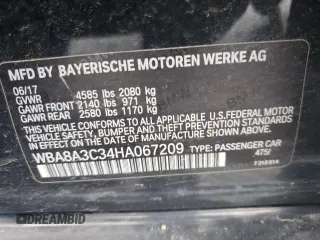 MFD BY BAYERISCHE MOTOREN WERKE AG
06/17
GVWR 4585 lbs 2080 kg
GAWR FRONT 2140 lbs 971 kg
GAWR REAR 2580 lbs 1170 kg
THIS VEHICLE CONFORMS TO ALL APPLICABLE U.S. FEDERAL MOTOR
VEHICLE SAFETY, BUMPER, AND THEFT PREVENTION STANDARDS IN
EFFECT ON THE DATE OF MANUFACTURE SHOWN ABOVE.
WBA8A3C34HA067209 TYPE: PASSENGER CAR
475/